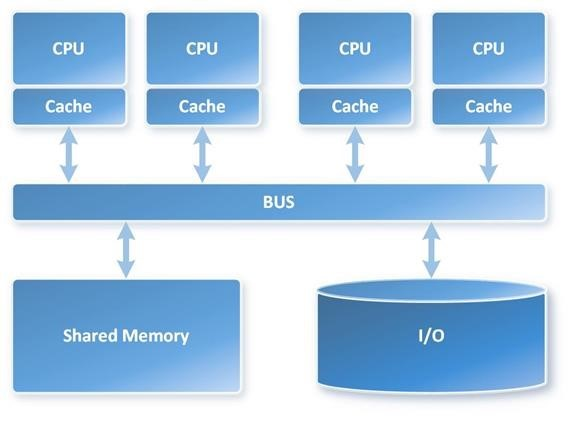 CPU
CPU
CPU
CPU
Cache
Cache
Cache
Cache
BUS
Shared Memory
I/O